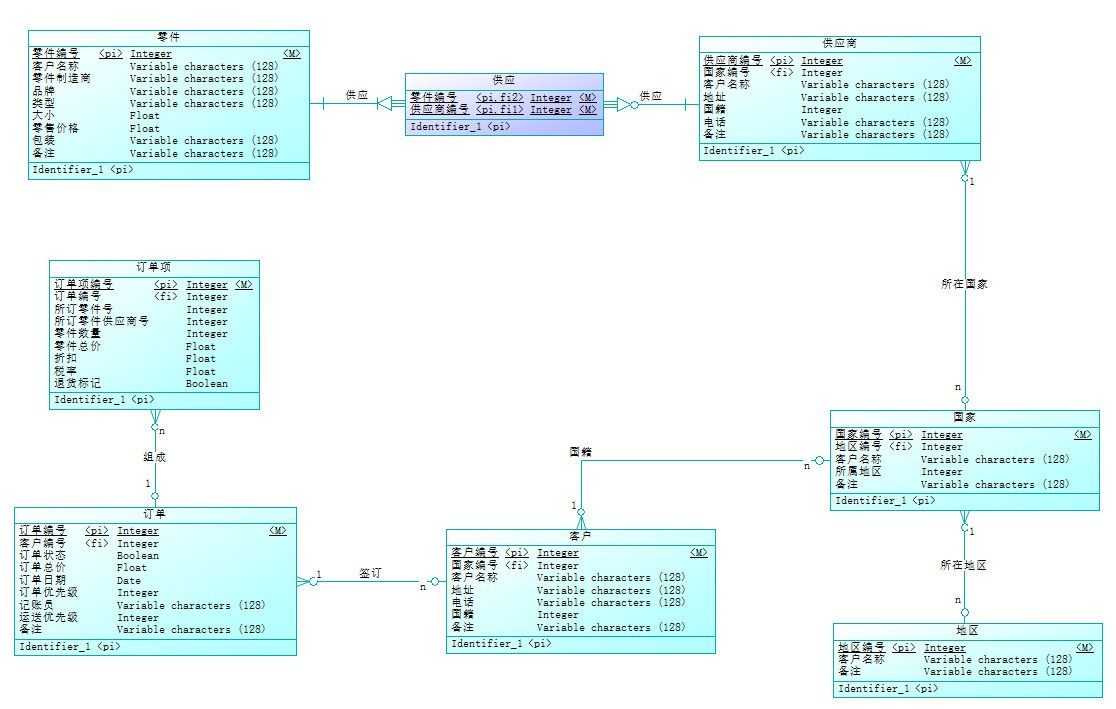 零件
零件编号 <pi> Integer <M>
客户名称 Variable characters (128)
零件制造商 Variable characters (128)
品牌 Variable characters (128)
类型 Variable characters (128)
大小 Float
零售价格 Float
包装 Variable characters (128)
备注 Variable characters (128)
Identifier_1 <pi>
供应
供应
零件编号 <pi,fi2> Integer <M>
供应商编号 <pi,fi1> Integer <M>
Identifier_1 <pi>
供应
供应商
供应商编号 <pi> Integer <M>
国家编号 <fi> Integer
客户名称 Variable characters (128)
地址 Variable characters (128)
国籍 Integer
电话 Variable characters (128)
备注 Variable characters (128)
Identifier_1 <pi>
1
所在国家
n
订单项
订单项编号 <pi> Integer <M>
订单编号 <fi> Integer
所订零件号 Integer
所订零件供应商号 Integer
零件数量 Integer
零件总价 Float
折扣 Float
税率 Float
退货标记 Boolean
Identifier_1 <pi>
n
组成
1
国家
国家编号 <pi> Integer <M>
地区编号 <fi> Integer
客户名称 Variable characters (128)
所属地区 Integer
备注 Variable characters (128)
Identifier_1 <pi>
国籍
n
1
订单
订单编号 <pi> Integer <M>
客户编号 <fi> Integer
订单状态 Boolean
订单总价 Float
订单日期 Date
订单优先级 Integer
记账员 Variable characters (128)
运送优先级 Integer
备注 Variable characters (128)
Identifier_1 <pi>
1
签订
n
客户
客户编号 <pi> Integer <M>
国家编号 <fi> Integer
客户名称 Variable characters (128)
地址 Variable characters (128)
电话 Variable characters (128)
国籍 Integer
备注 Variable characters (128)
Identifier_1 <pi>
1
所在地区
n
地区
地区编号 <pi> Integer <M>
客户名称 Variable characters (128)
备注 Variable characters (128)
Identifier_1 <pi>